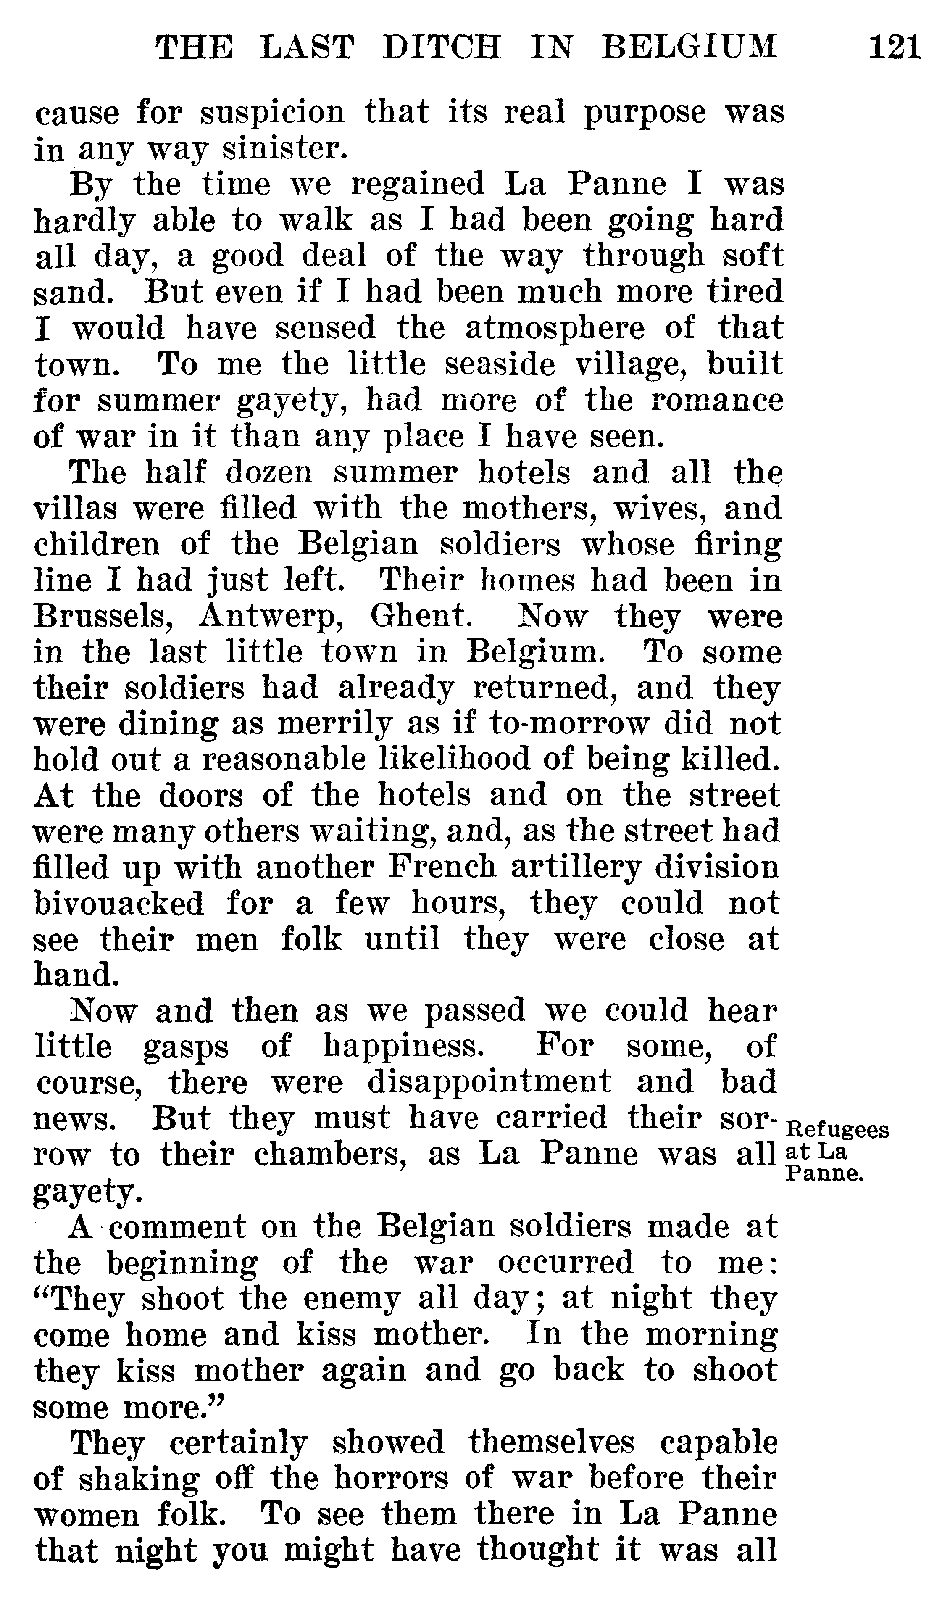 THE LAST DITCH IN BELGIUM 121
cause for suspicion that its real purpose was
in any way sinister.
By the time we regained La Panne I was
hardly able to walk as I had been going hard
all day, a good deal of the way through soft
sand. But even if I had been much more tired
I would have sensed the atmosphere of that
town. To me the little seaside village, built
for summer gayety, had more of the romance
of war in it than any place I have seen.
The half dozen summer hotels and all the
villas were filled with the mothers, wives, and
children of the Belgian soldiers whose firing
line I had just left. Their homes had been in
Brussels, Antwerp, Ghent. Now they were
in the last little town in Belgium. To some
their soldiers had already returned, and they
were dining as merrily as if to-morrow did not
hold out a reasonable likelihood of being killed.
At the doors of the hotels and on the street
were many others waiting, and, as the street had
filled up with another French artillery division
bivouacked for a few hours, they could not
see their men folk until they were close at
hand.
Now and then as we passed we could hear
little gasps of happiness. For some, of
course, there were disappointment and bad
news. But they must have carried their sor-
row to their chambers, as La Panne was all
gayety.
Refugees
at La
Panne.
A comment on the Belgian soldiers made at
the beginning of the war occurred to me:
"They shoot the enemy all day; at night they
come home and kiss mother. In the morning
they kiss mother again and go back to shoot
some more."
They certainly showed themselves capable
of shaking off the horrors of war before their
women folk. To see them there in La Panne
that night you might have thought it was all